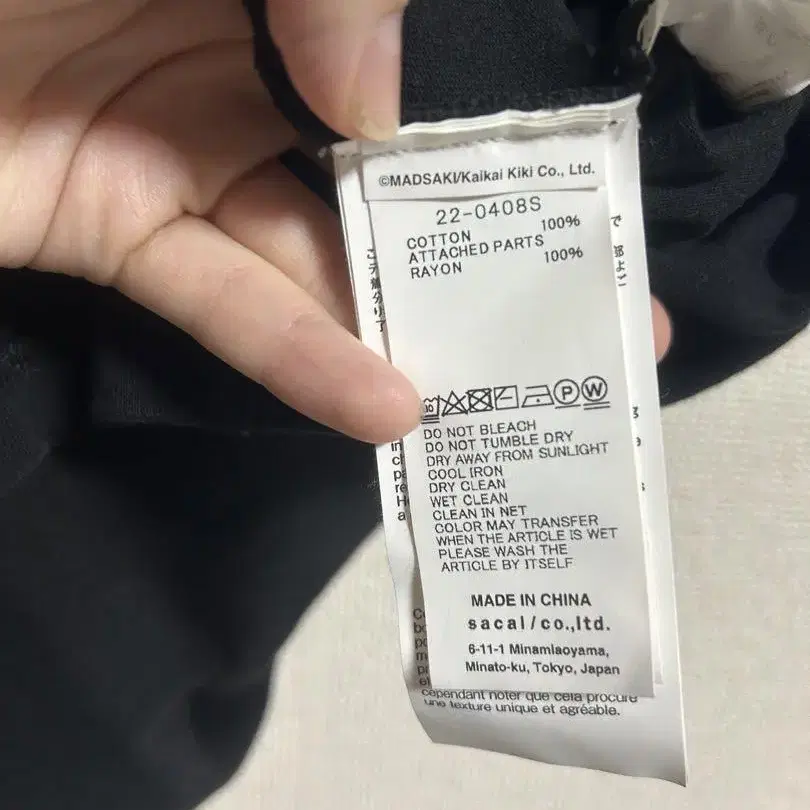 ©MADSAKI/Kaikai Kiki Co., Ltd.
22-0408S
COTTON 100%
ATTACHED PARTS
RAYON 100%
30 P W
DO NOT BLEACH
DO NOT TUMBLE DRY
DRY AWAY FROM SUNLIGHT
COOL IRON
DRY CLEAN
WET CLEAN
CLEAN IN NET
COLOR MAY TRANSFER
WHEN THE ARTICLE IS WET
PLEASE WASH THE
ARTICLE BY ITSELF
MADE IN CHINA
sacai/co.,ltd.
6-11-1 Minamiaoyama,
Minato-ku, Tokyo, Japan
cependant noter que cela procure
une texture unique et agréable.